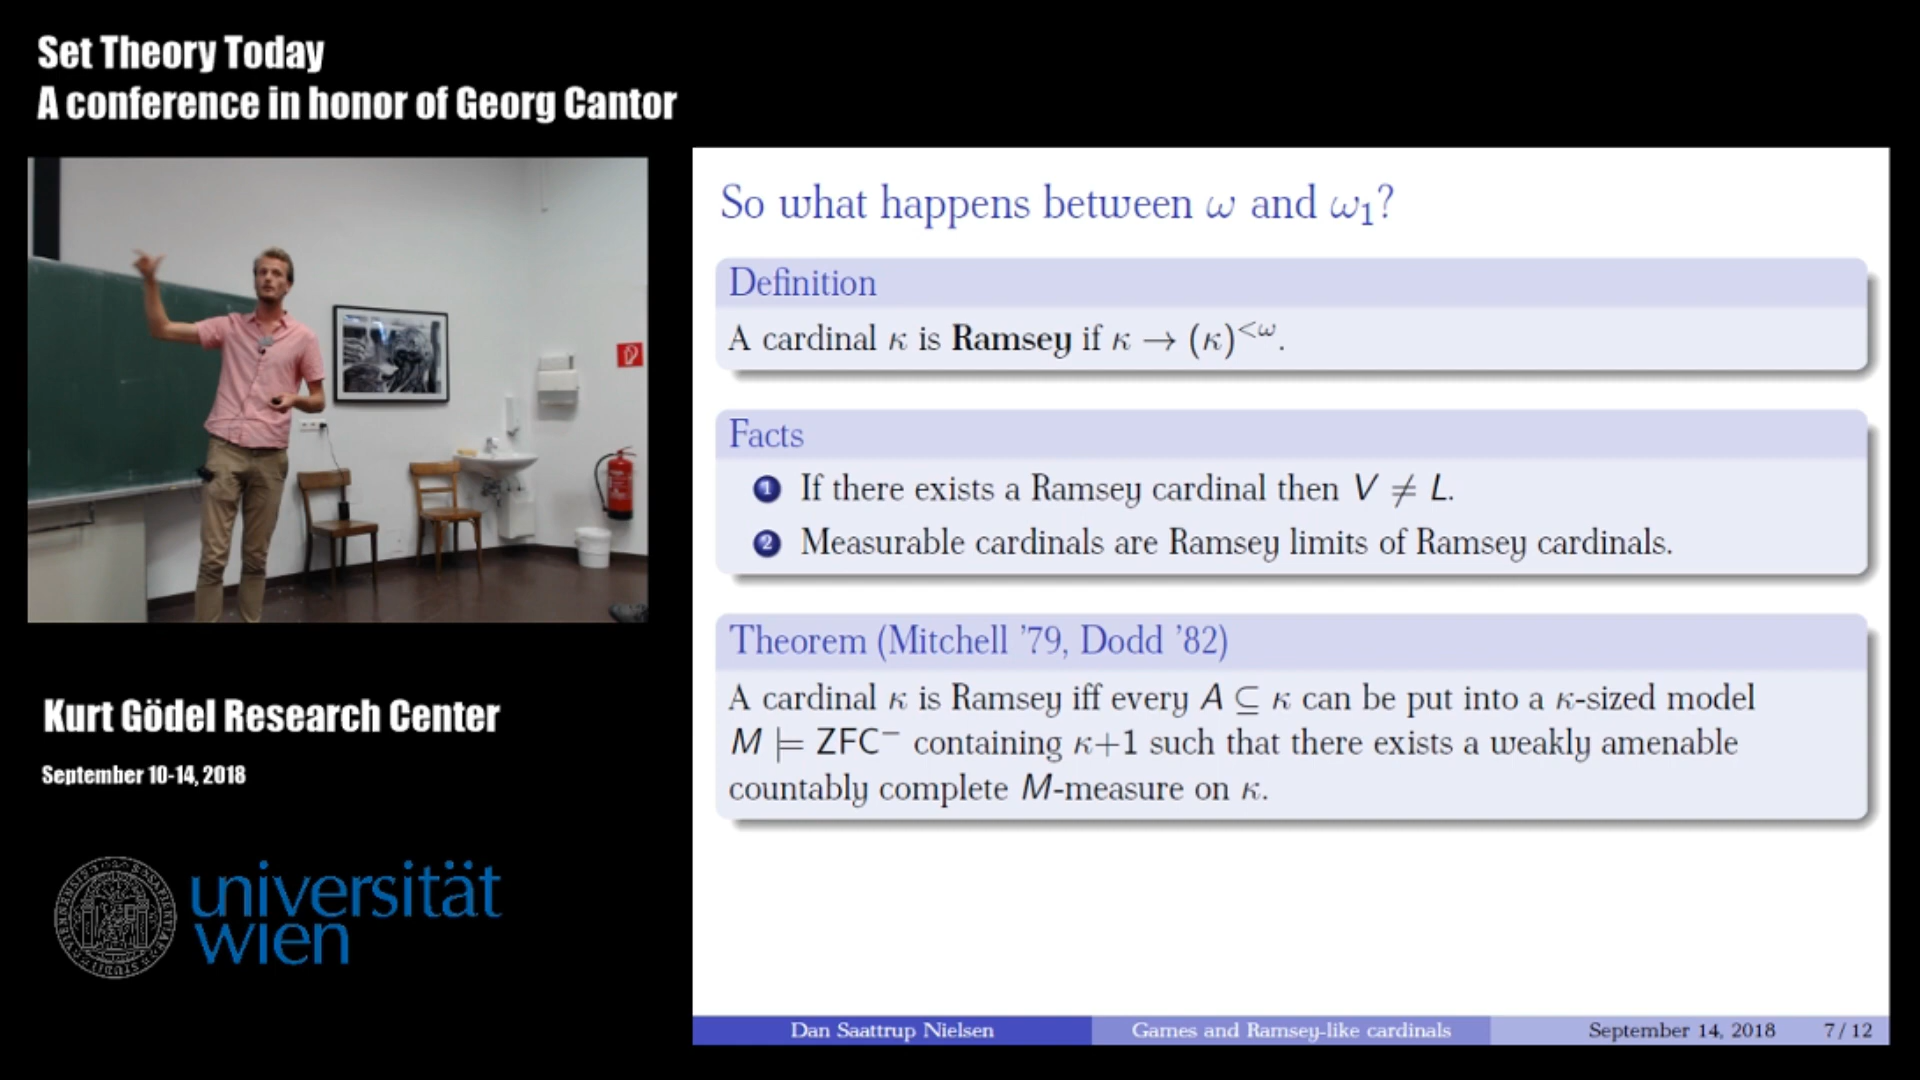 Set Theory Today
A conference in honor of Georg Cantor
So what happens between ω and ω₁?
Definition
A cardinal κ is Ramsey if κ → (κ)^{<ω}.
Facts
1 If there exists a Ramsey cardinal then V ≠ L.
2 Measurable cardinals are Ramsey limits of Ramsey cardinals.
Theorem (Mitchell '79, Dodd '82)
A cardinal κ is Ramsey iff every A ⊆ κ can be put into a κ-sized model
M ⊨ ZFC⁻ containing κ+1 such that there exists a weakly amenable
countably complete M-measure on κ.
Dan Saattrup Nielsen Games and Ramsey-like cardinals September 14, 2018 7 / 12
Kurt Gödel Research Center
September 10-14, 2018
universität
wien